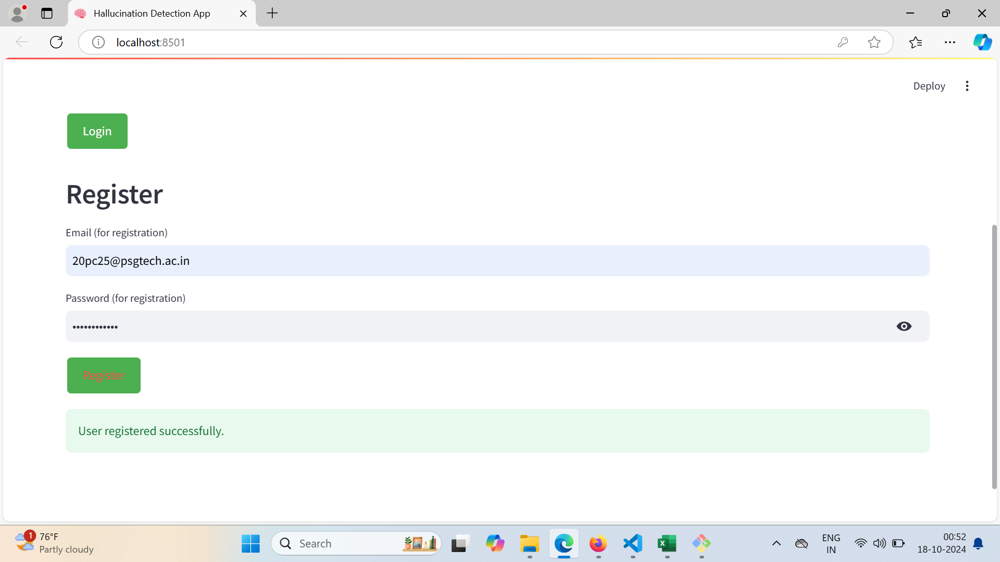 Hallucination Detection App
localhost:8501
Deploy
Login
Register
Email (for registration)
20pc25@psgtech.ac.in
Password (for registration)
••••••••••••
Register
User registered successfully.
1
76°F
Partly cloudy
Search
ENG
IN
00:52
18-10-2024